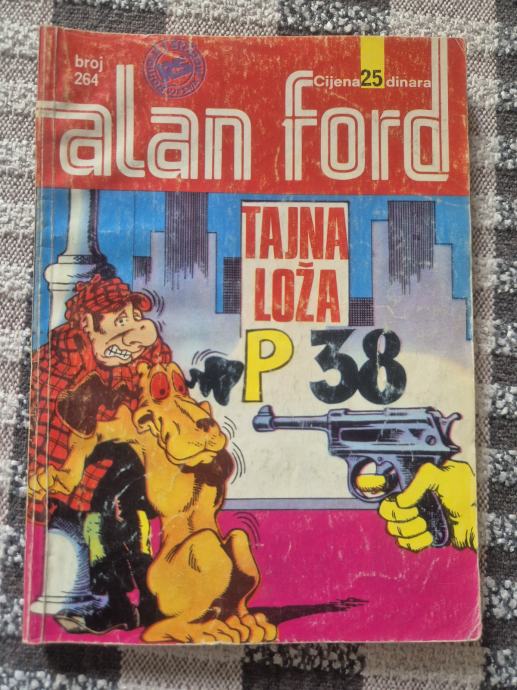 broj
264
Cijena 25 dinara
alan ford
TAJNA
LOŽA
P 38